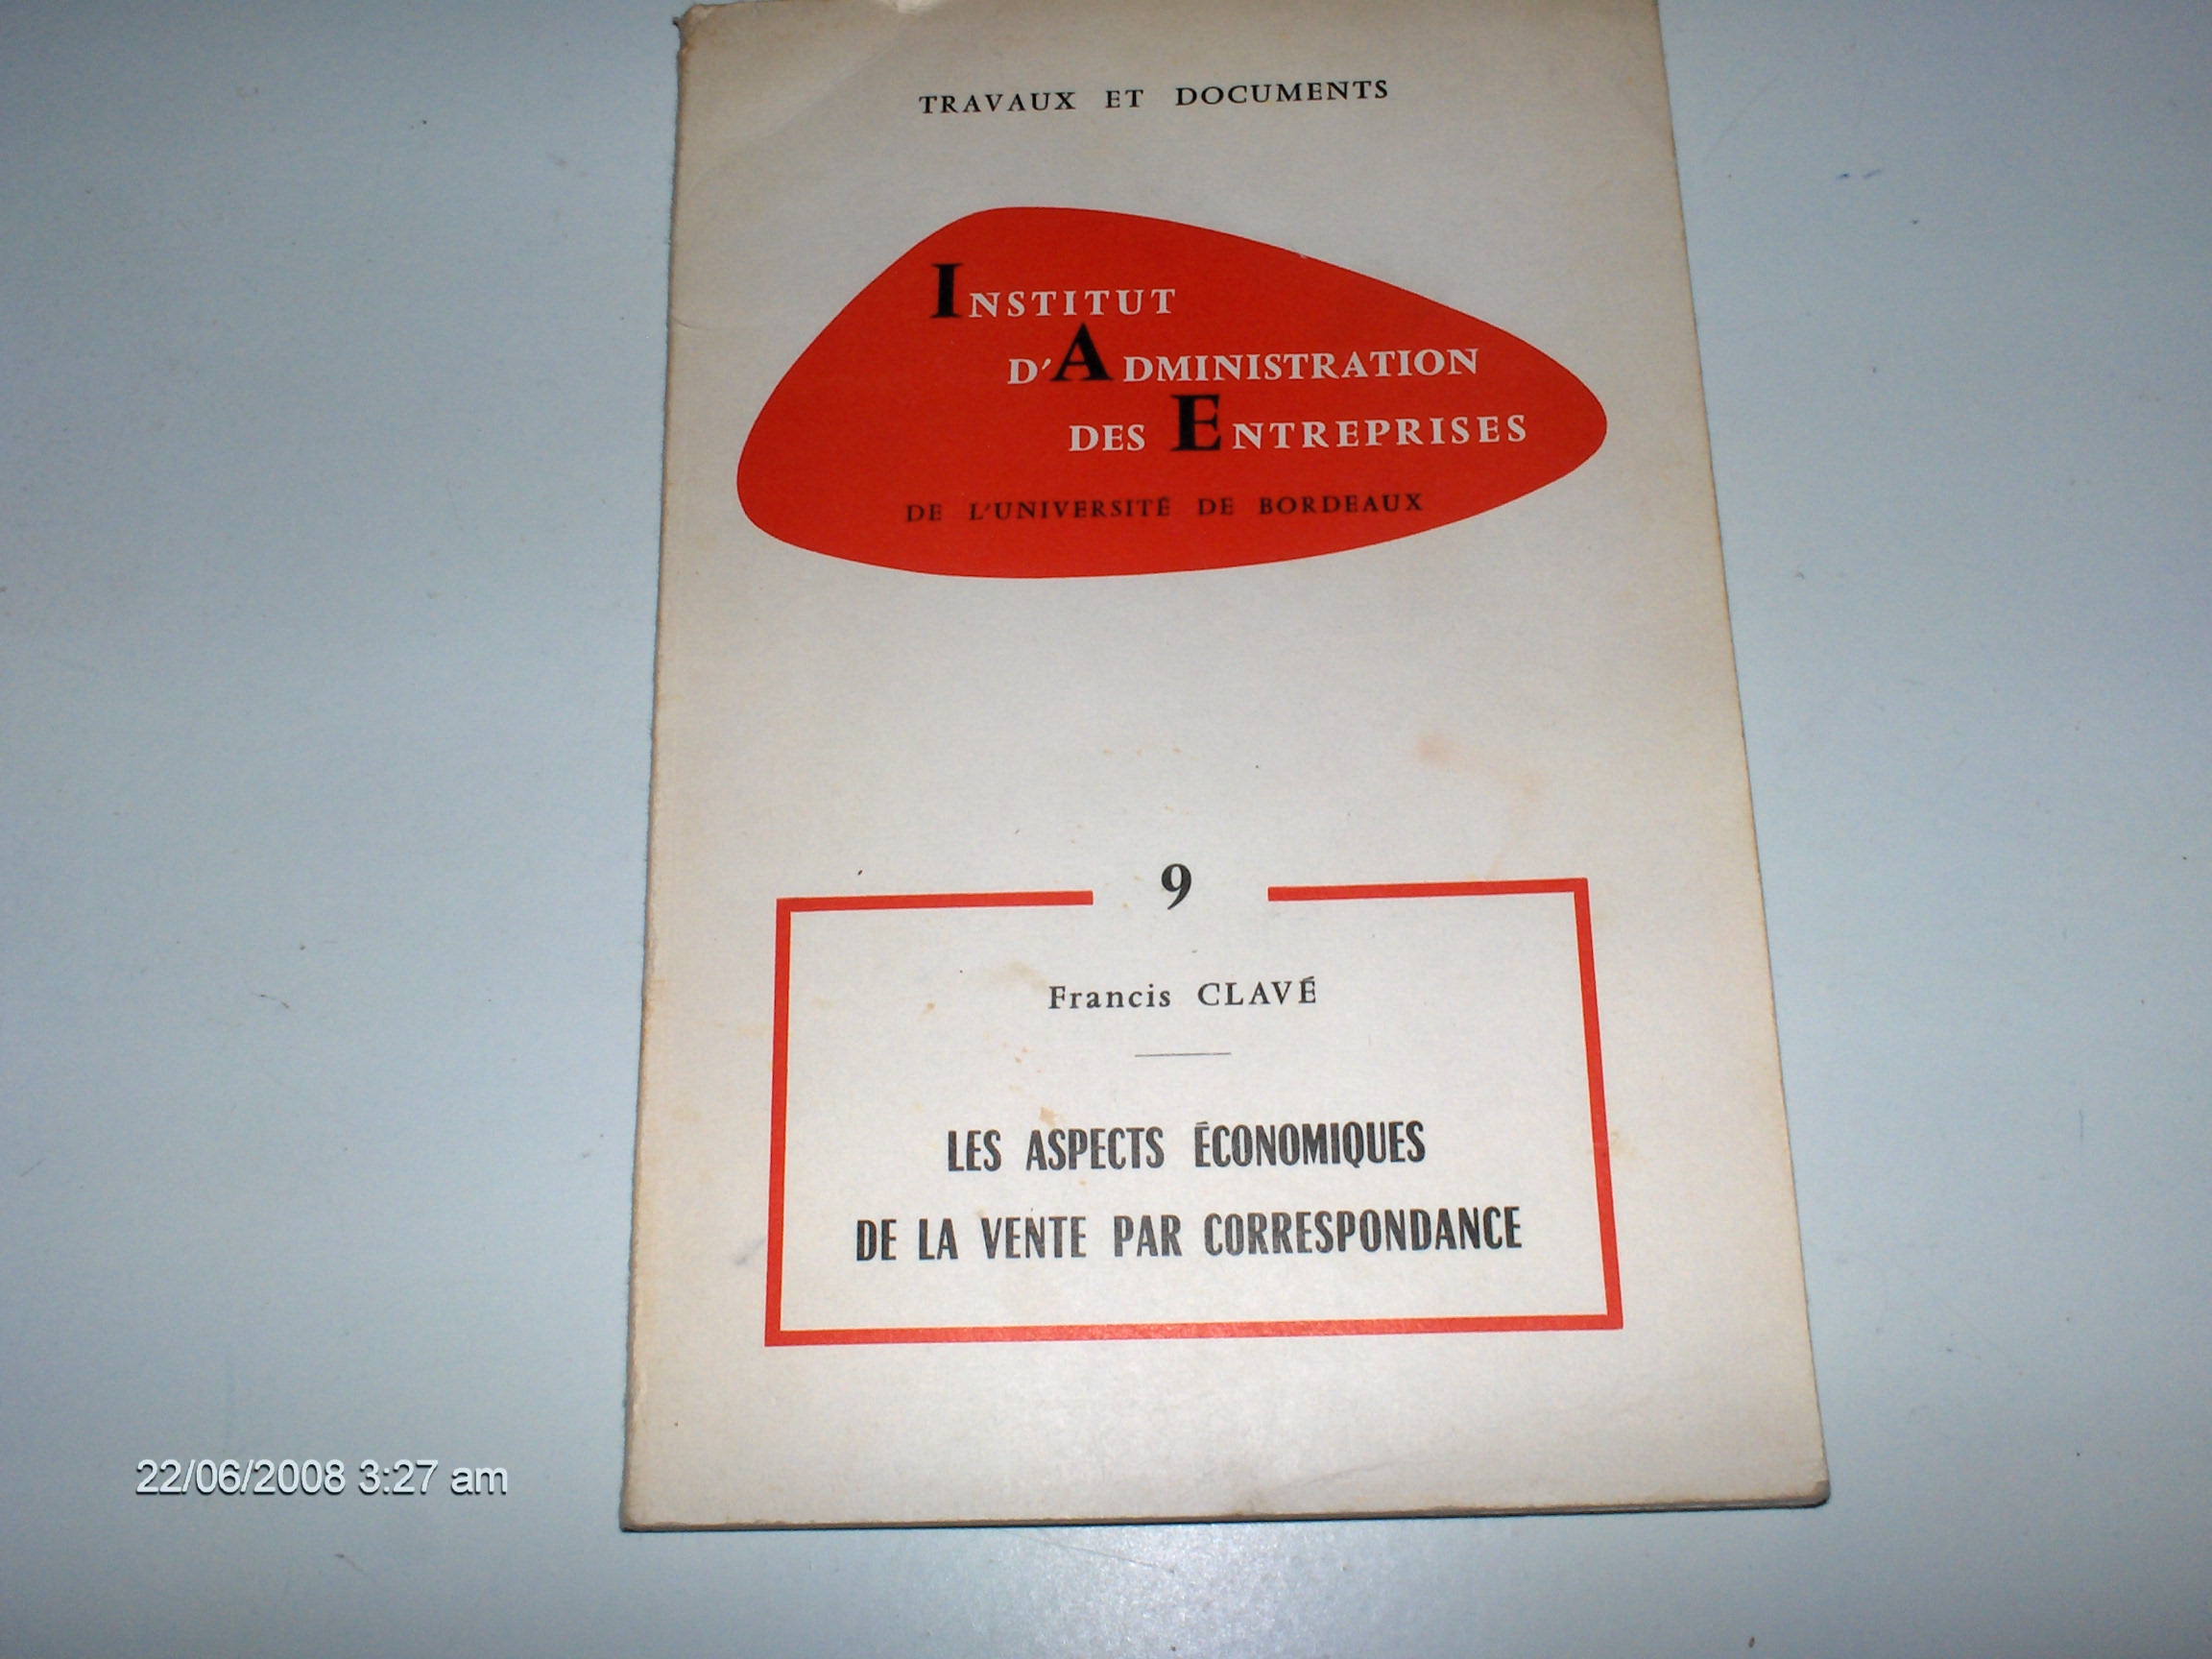 TRAVAUX ET DOCUMENTS
INSTITUT
D'ADMINISTRATION
DES ENTREPRISES
DE L'UNIVERSITÉ DE BORDEAUX
9
Francis CLAVÉ
LES ASPECTS ÉCONOMIQUES
DE LA VENTE PAR CORRESPONDANCE
22/06/2008 3:27 am